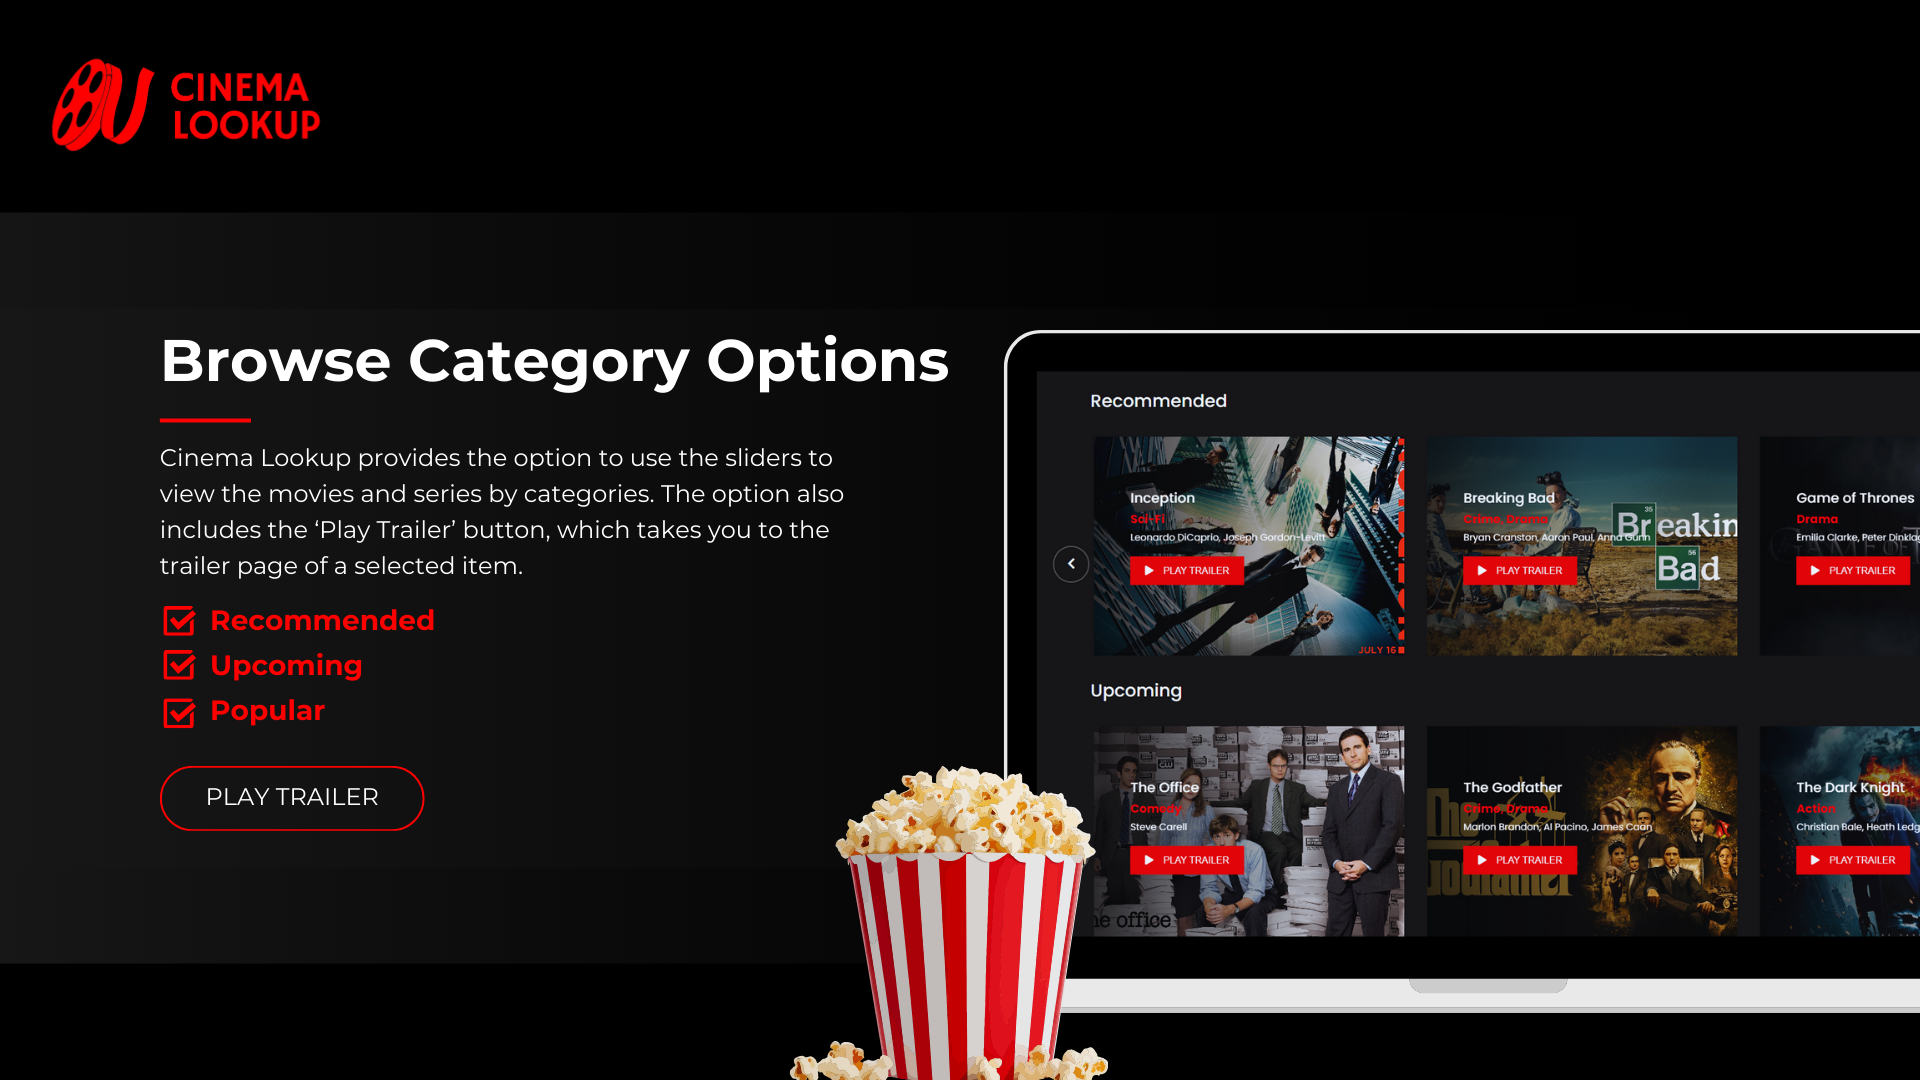 CINEMA
LOOKUP
Browse Category Options
Cinema Lookup provides the option to use the sliders to
view the movies and series by categories. The option also
includes the ‘Play Trailer’ button, which takes you to the
trailer page of a selected item.
Recommended
Upcoming
Popular
PLAY TRAILER
Recommended
Inception
Sci-Fi
Leonardo DiCaprio, Joseph Gordon-Levitt
PLAY TRAILER
JULY 16
Breaking Bad
Crime, Drama
Bryan Cranston, Aaron Paul, Anna Gunn
PLAY TRAILER
35
Breakin
56
Bad
Game of Thrones
Drama
Emilia Clarke, Peter Dinklag
PLAY TRAILER
Upcoming
The Office
Comedy
Steve Carell
PLAY TRAILER
he office
The Godfather
Crime, Drama
Marlon Brandon, Al Pacino, James Caan
PLAY TRAILER
The
Godfather
The Dark Knight
Action
Christian Bale, Heath Ledg
PLAY TRAILER